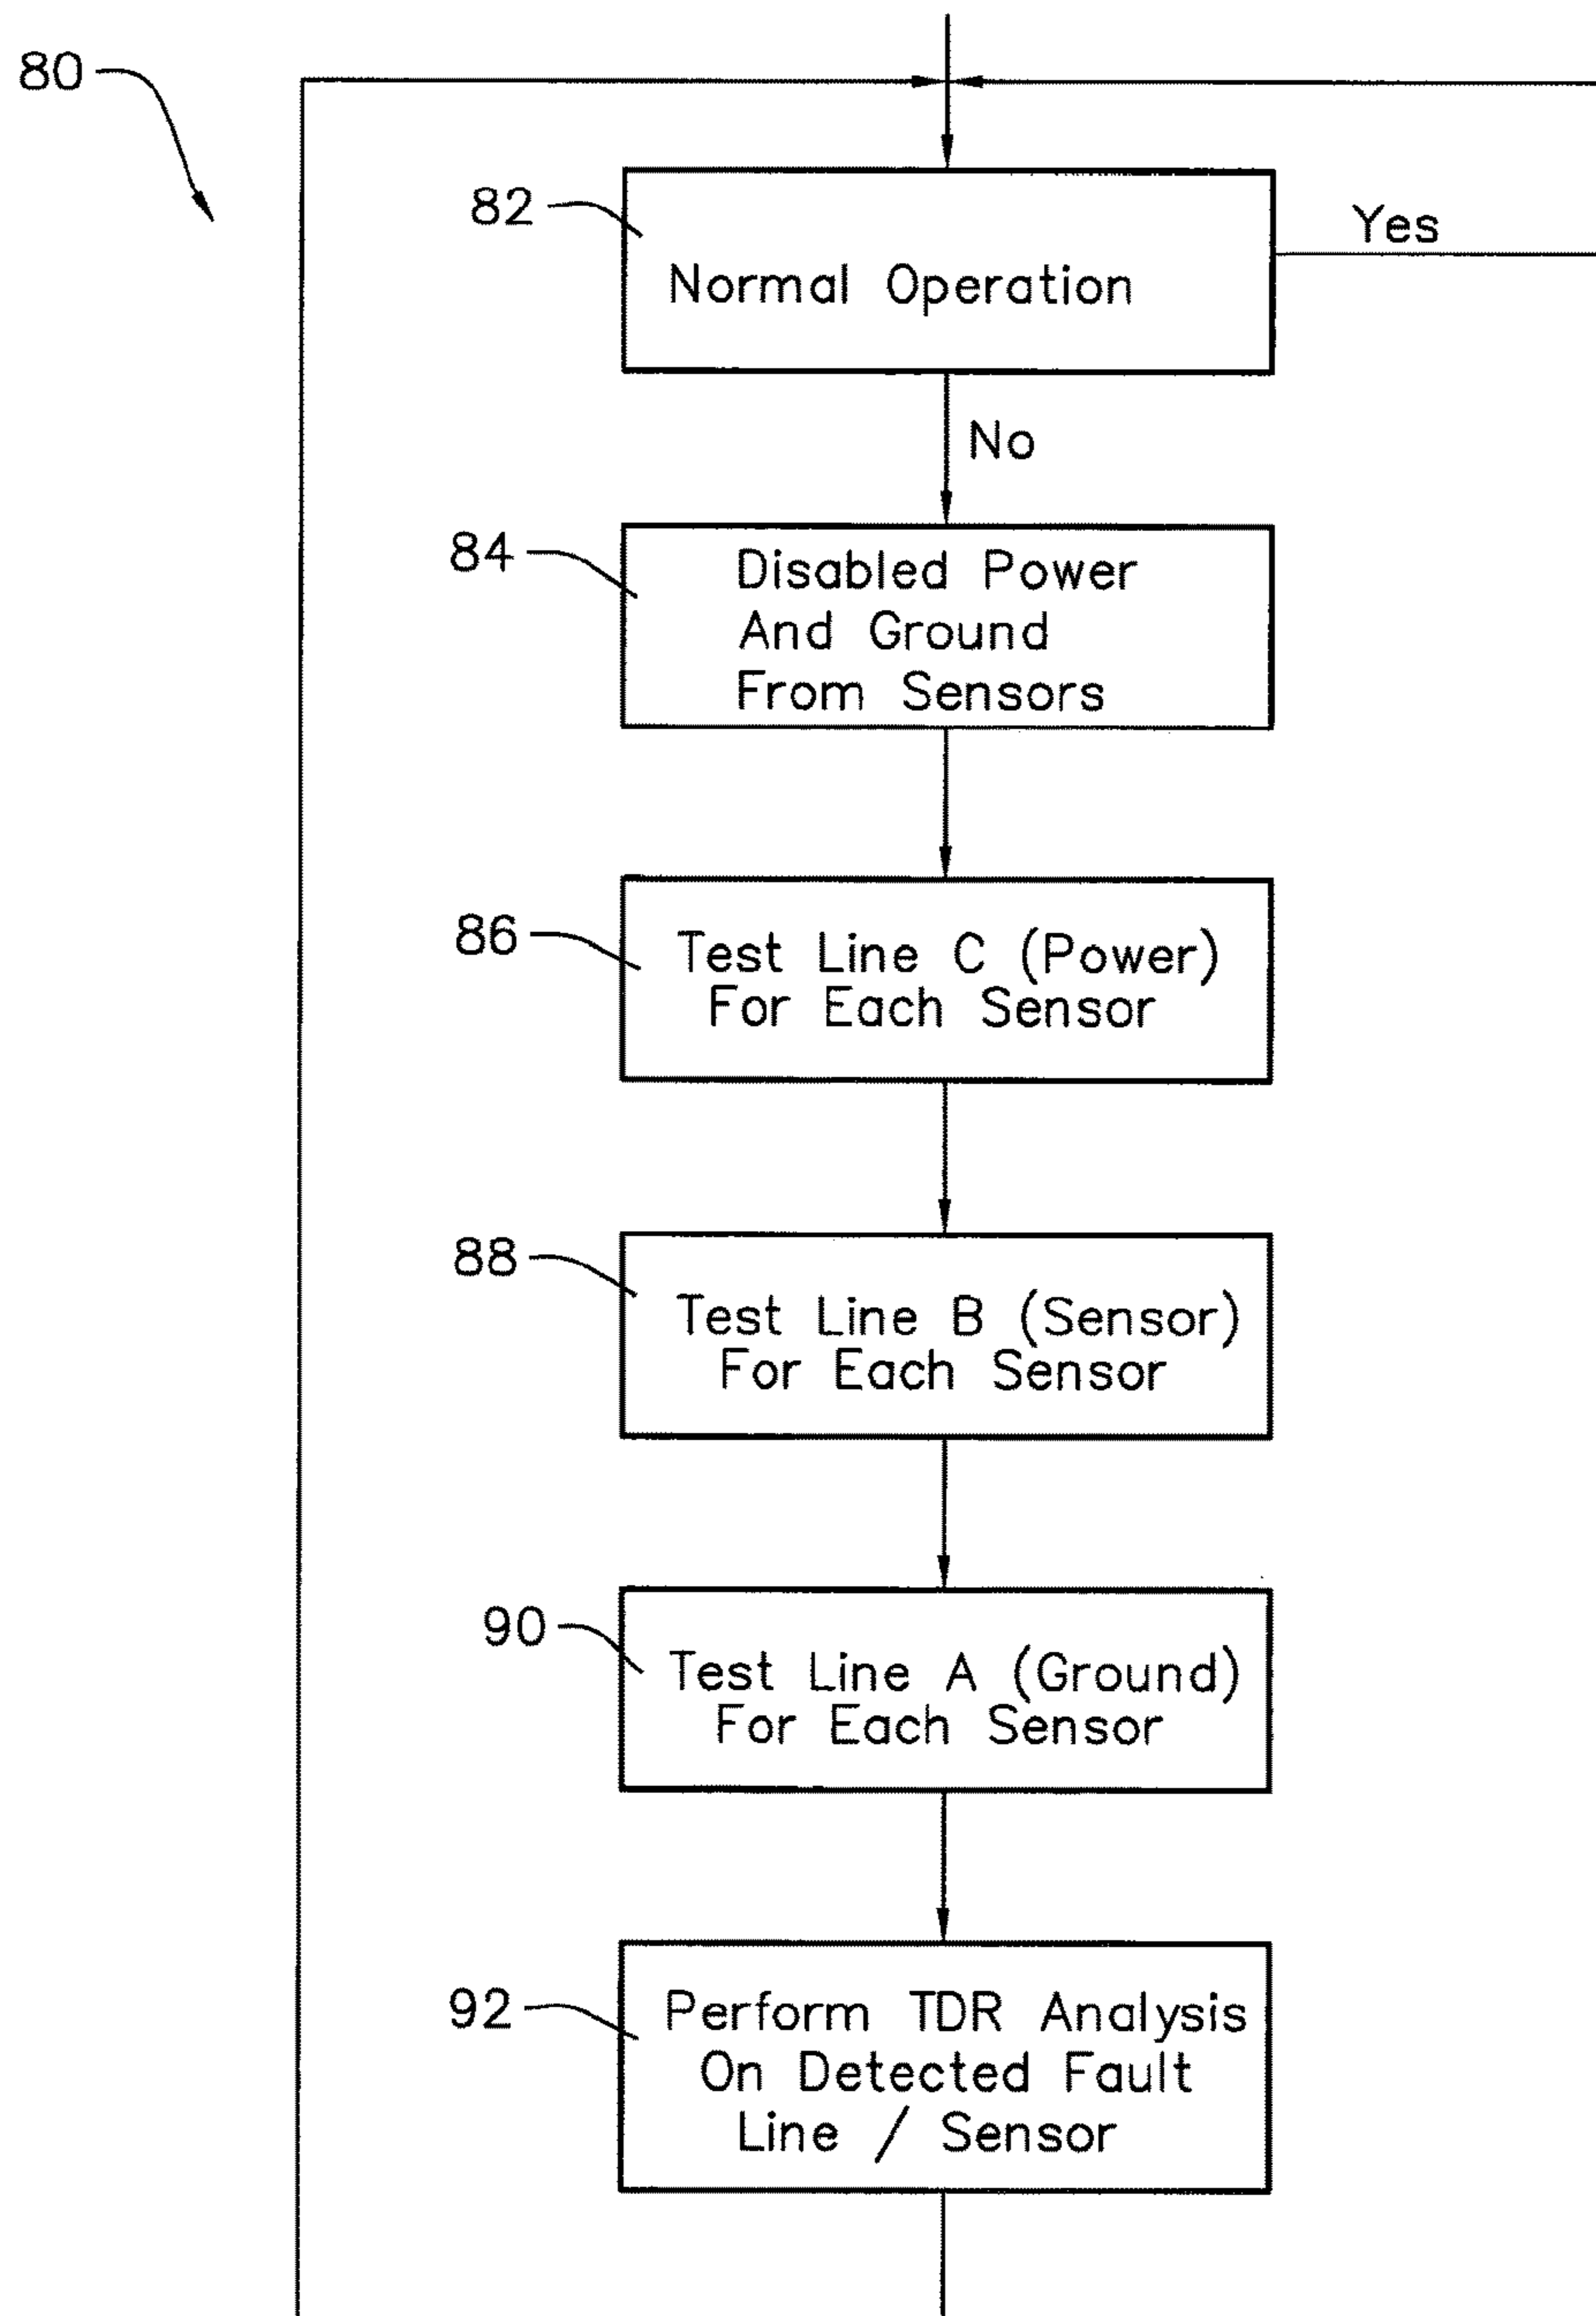 80
82
Normal Operation
Yes
No
84
Disabled Power
And Ground
From Sensors
86
Test Line C (Power)
For Each Sensor
88
Test Line B (Sensor)
For Each Sensor
90
Test Line A (Ground)
For Each Sensor
92
Perform TDR Analysis
On Detected Fault
Line / Sensor